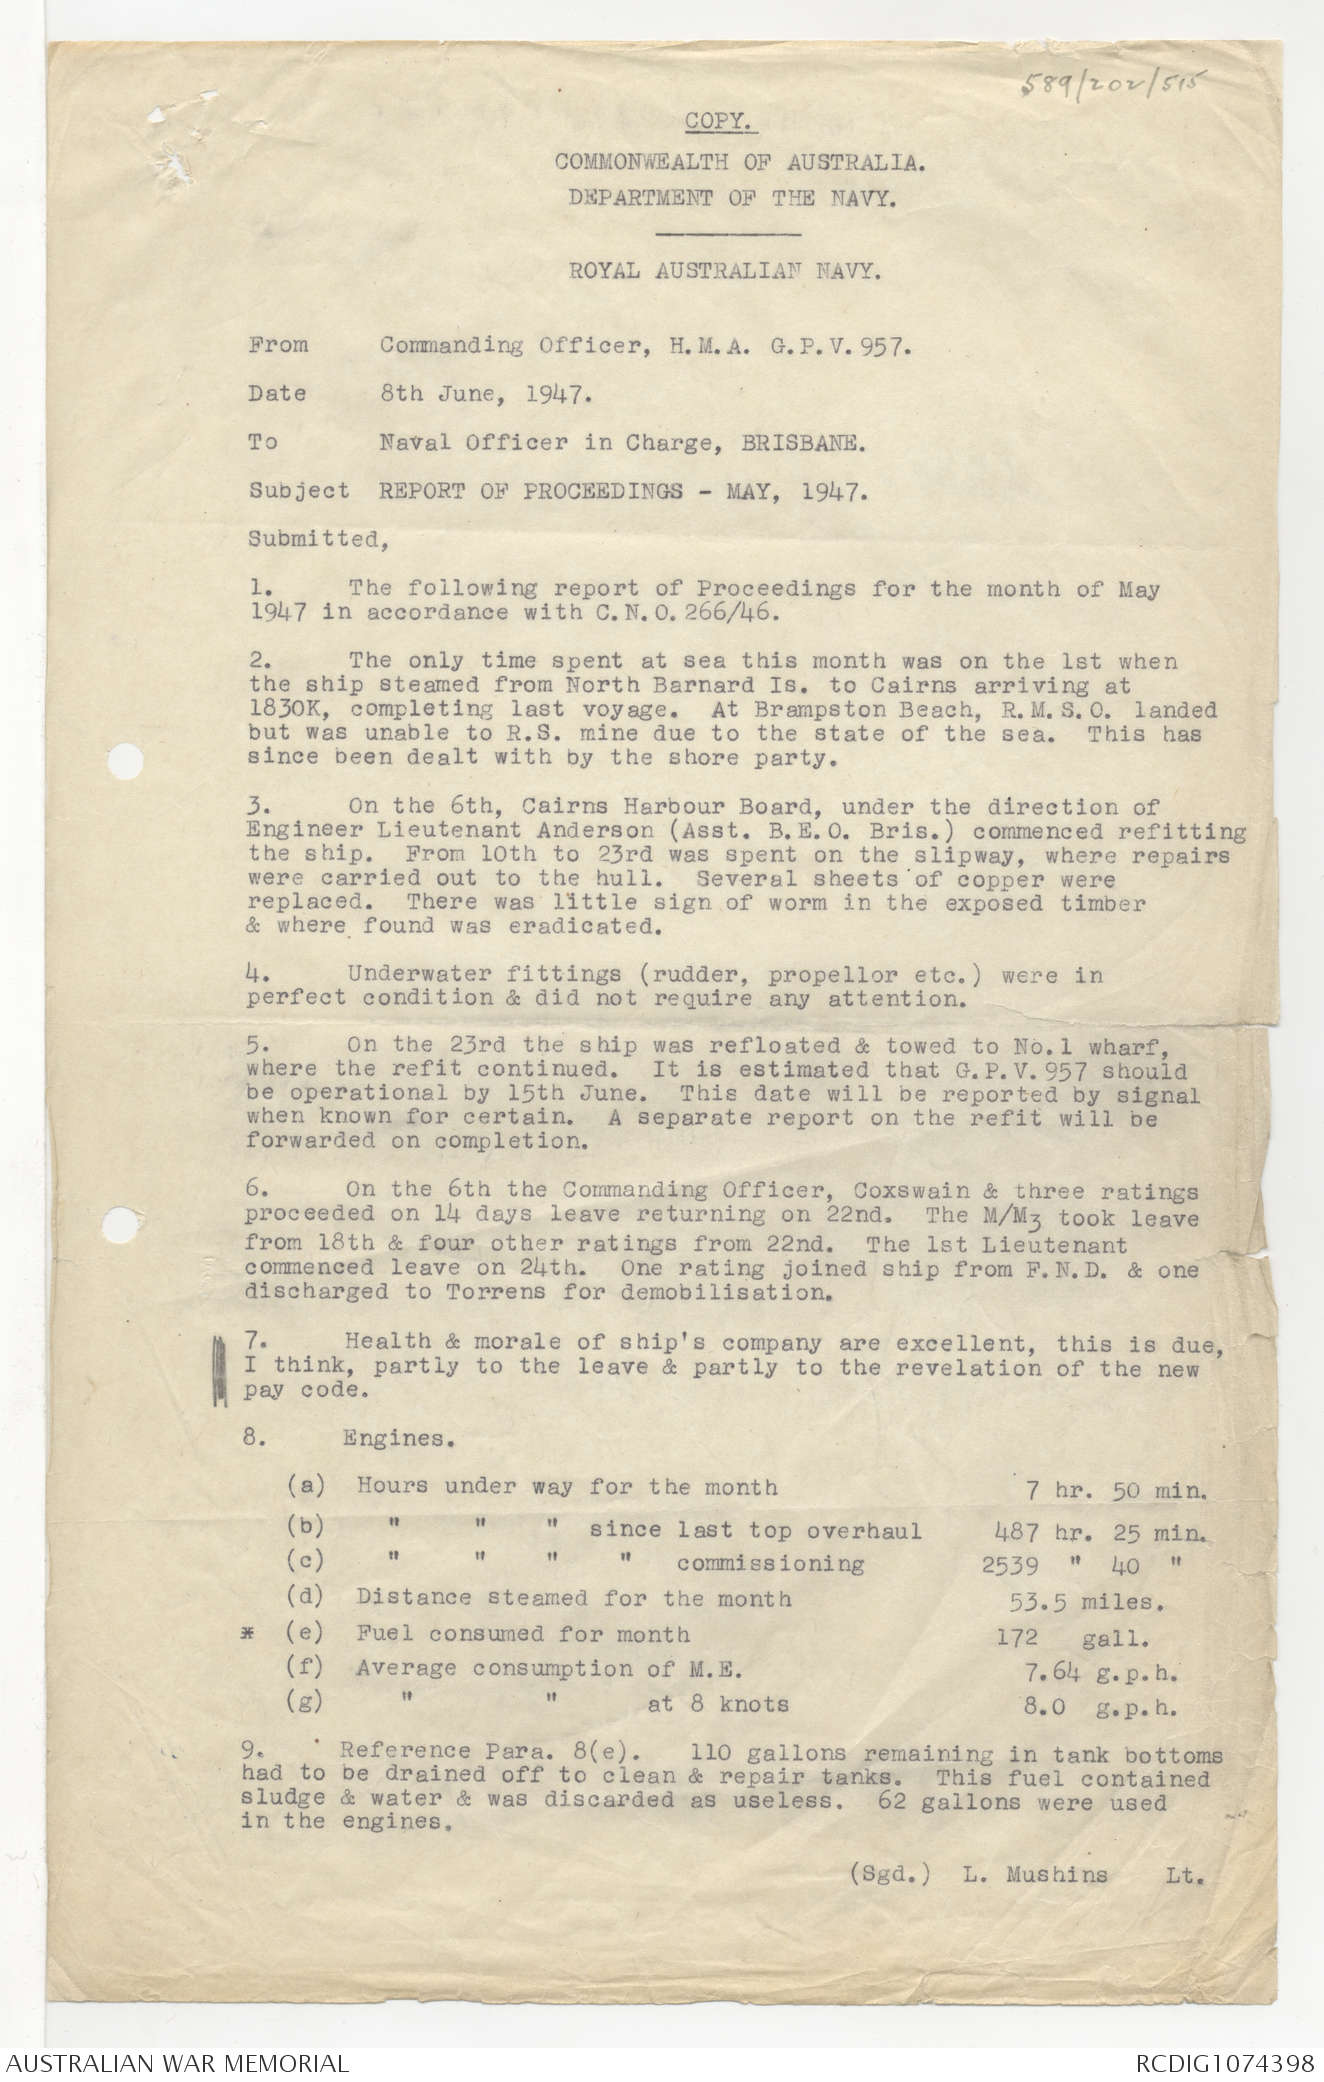 589/202/515
COPY.
COMMONWEALTH OF AUSTRALIA.
DEPARTMENT OF THE NAVY.
ROYAL AUSTRALIAN NAVY.
From Commanding Officer, H.M.A. G.P.V.957.
Date 8th June, 1947.
To Naval Officer in Charge, BRISBANE.
Subject REPORT OF PROCEEDINGS - MAY, 1947.
Submitted,
1. The following report of Proceedings for the month of May
1947 in accordance with C.N.O.266/46.
2. The only time spent at sea this month was on the 1st when
the ship steamed from North Barnard Is. to Cairns arriving at
1830K, completing last voyage. At Brampston Beach, R.M.S.O. landed
but was unable to R.S. mine due to the state of the sea. This has
since been dealt with by the shore party.
3. On the 6th, Cairns Harbour Board, under the direction of
Engineer Lieutenant Anderson (Asst. B.E.O. Bris.) commenced refitting
the ship. From 10th to 23rd was spent on the slipway, where repairs
were carried out to the hull. Several sheets of copper were
replaced. There was little sign of worm in the exposed timber
& where found was eradicated.
4. Underwater fittings (rudder, propellor etc.) were in
perfect condition & did not require any attention.
5. On the 23rd the ship was refloated & towed to No.1 wharf,
where the refit continued. It is estimated that G.P.V.957 should
be operational by 15th June. This date will be reported by signal
when known for certain. A separate report on the refit will be
forwarded on completion.
6. On the 6th the Commanding Officer, Coxswain & three ratings
proceeded on 14 days leave returning on 22nd. The M/M3 took leave
from 18th & four other ratings from 22nd. The 1st Lieutenant
commenced leave on 24th. One rating joined ship from F.N.D. & one
discharged to Torrens for demobilisation.
7. Health & morale of ship's company are excellent, this is due,
I think, partly to the leave & partly to the revelation of the new
pay code.
8. Engines.
(a) Hours under way for the month 7 hr. 50 min.
(b) " " " since last top overhaul 487 hr. 25 min.
(c) " " " " commissioning 2539 " 40 "
(d) Distance steamed for the month 53.5 miles.
* (e) Fuel consumed for month 172 gall.
(f) Average consumption of M.E. 7.64 g.p.h.
(g) " " at 8 knots 8.0 g.p.h.
9. Reference Para. 8(e). 110 gallons remaining in tank bottoms
had to be drained off to clean & repair tanks. This fuel contained
sludge & water & was discarded as useless. 62 gallons were used
in the engines.
(Sgd.) L. Mushins Lt.
AUSTRALIAN WAR MEMORIAL RCDIG1074398